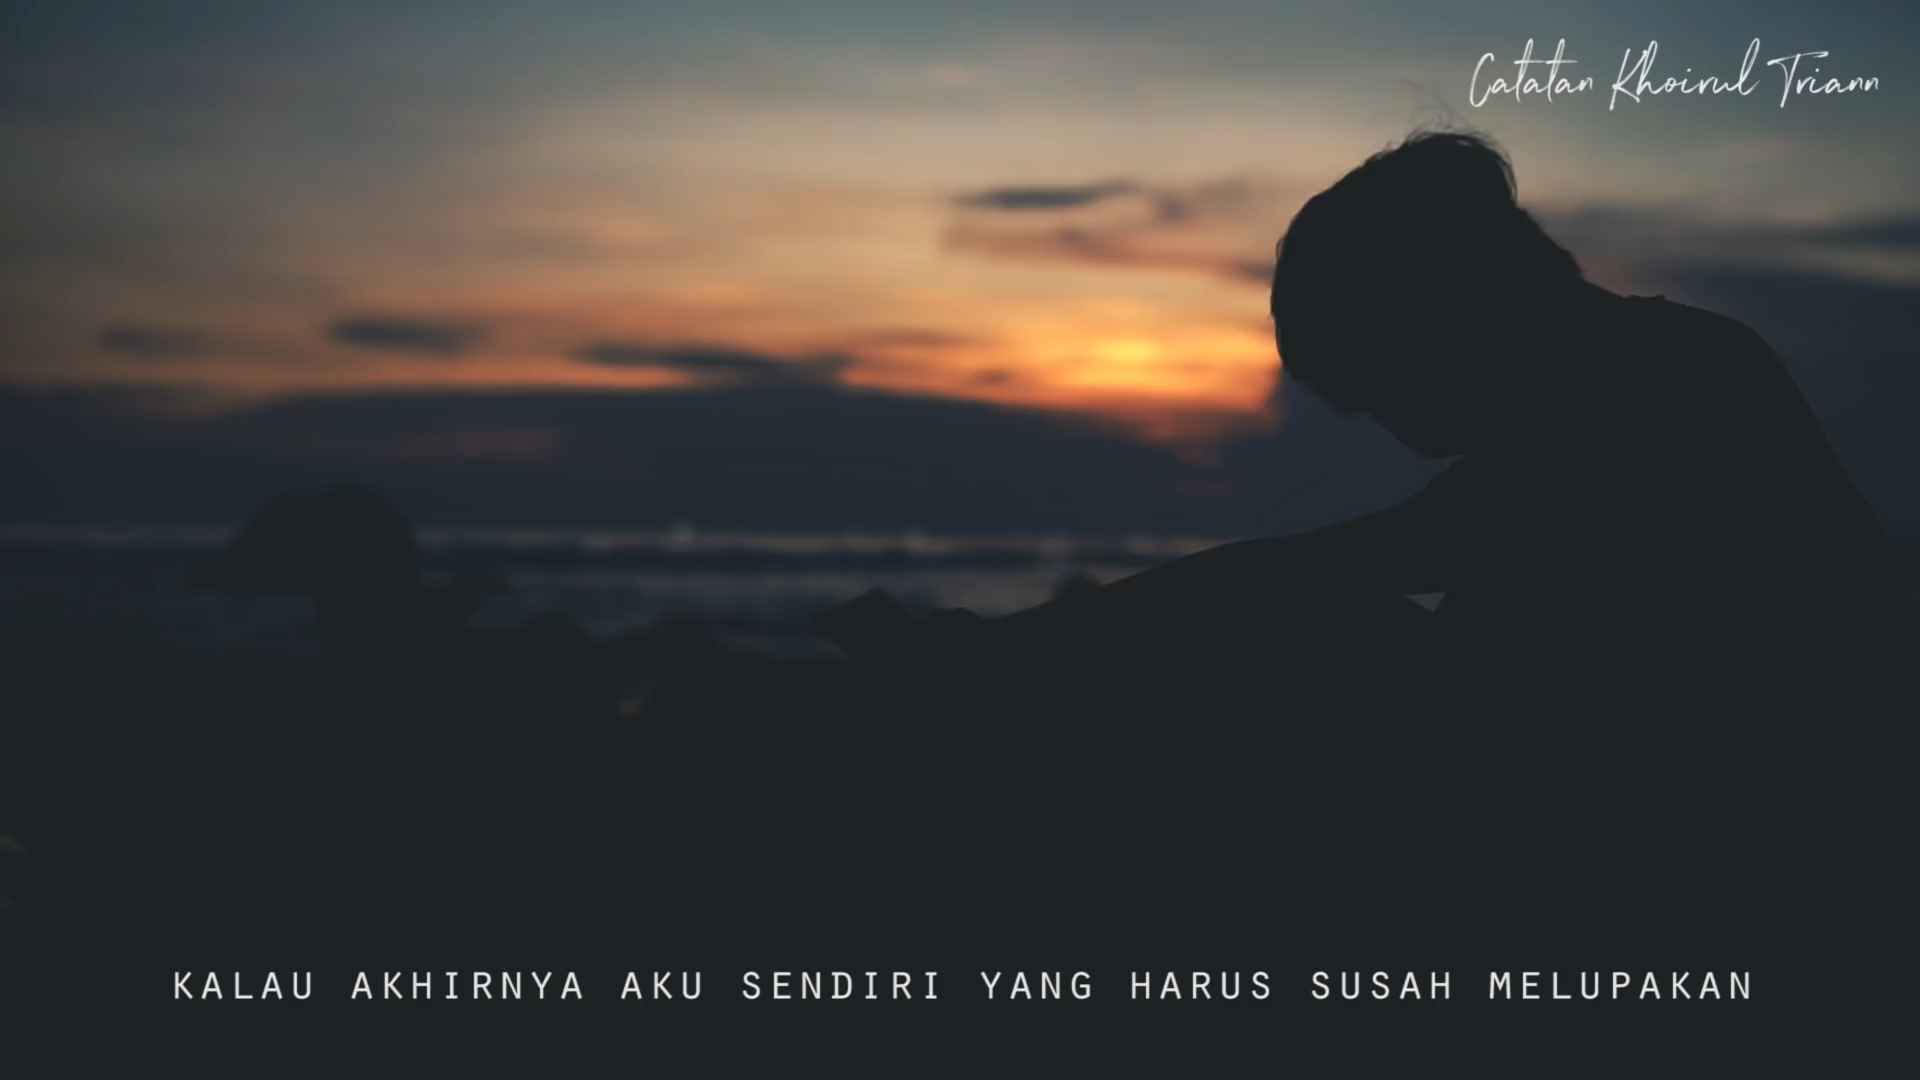 Catatan Khoirul Triann
KALAU AKHIRNYA AKU SENDIRI YANG HARUS SUSAH MELUPAKAN